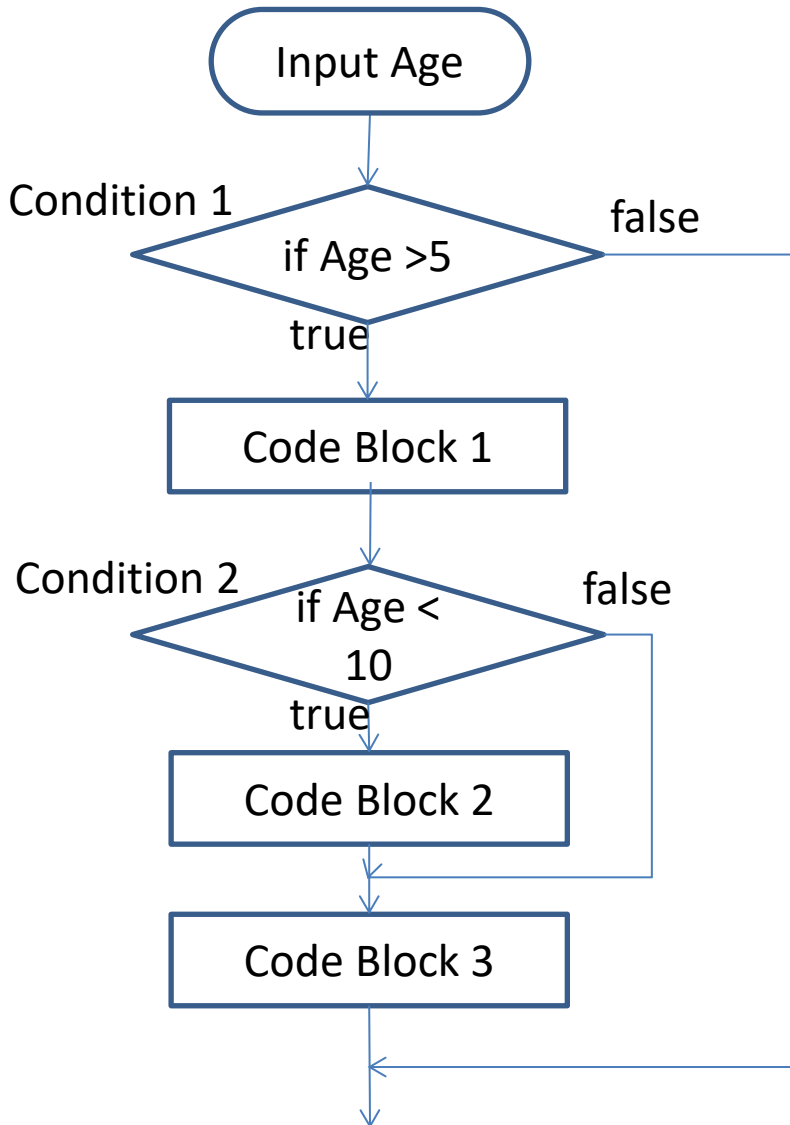 Input Age
Condition 1
false
if Age >5
true
Code Block 1
Condition 2
false
if Age <
10
true
Code Block 2
Code Block 3